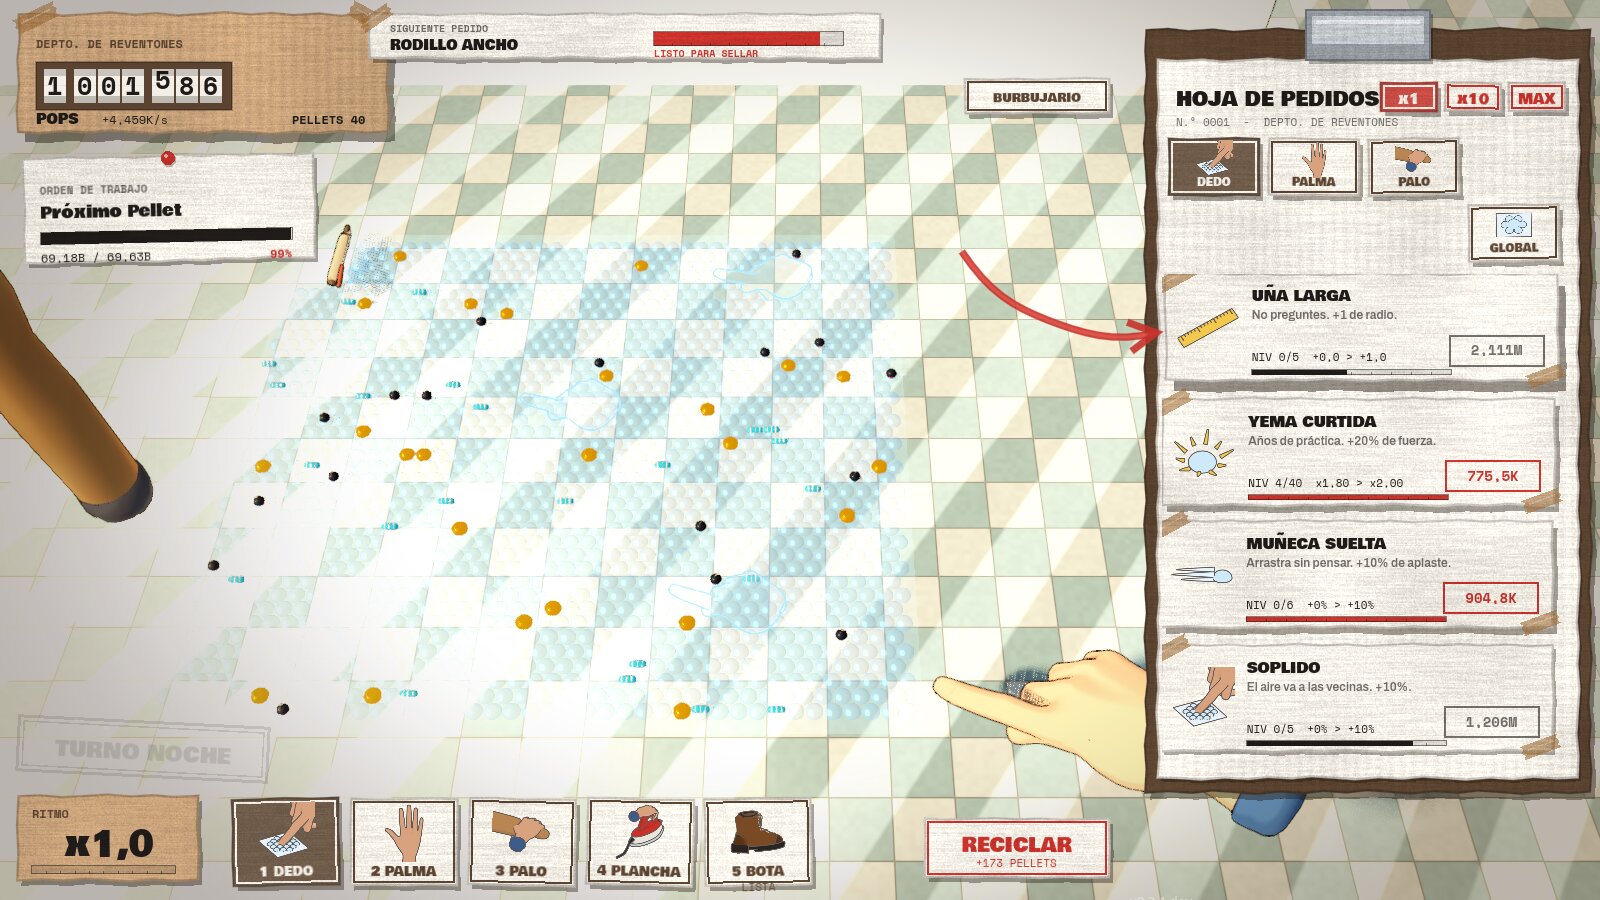 DEPTO. DE REVENTONES
1 001 586
POPS +4,459K/s PELLETS 40
SIGUIENTE PEDIDO
RODILLO ANCHO
LISTO PARA SELLAR
BURBUJARIO
ORDEN DE TRABAJO
Próximo Pellet
69,18B / 69,63B 99%
HOJA DE PEDIDOS x1 x10 MAX
N.° 0001 - DEPTO. DE REVENTONES
DEDO PALMA PALO
GLOBAL
UÑA LARGA
No preguntes. +1 de radio.
NIV 0/5 +0,0 > +1,0 2,111M
YEMA CURTIDA
Años de práctica. +20% de fuerza.
NIV 4/40 x1,80 > x2,00 775,5K
MUÑECA SUELTA
Arrastra sin pensar. +10% de aplaste.
NIV 0/6 +0% > +10% 904,8K
SOPLIDO
El aire va a las vecinas. +10%.
NIV 0/5 +0% > +10% 1,206M
TURNO NOCHE
RITMO
x1,0
1 DEDO 2 PALMA 3 PALO 4 PLANCHA 5 BOTA
LISTA
RECICLAR
+173 PELLETS